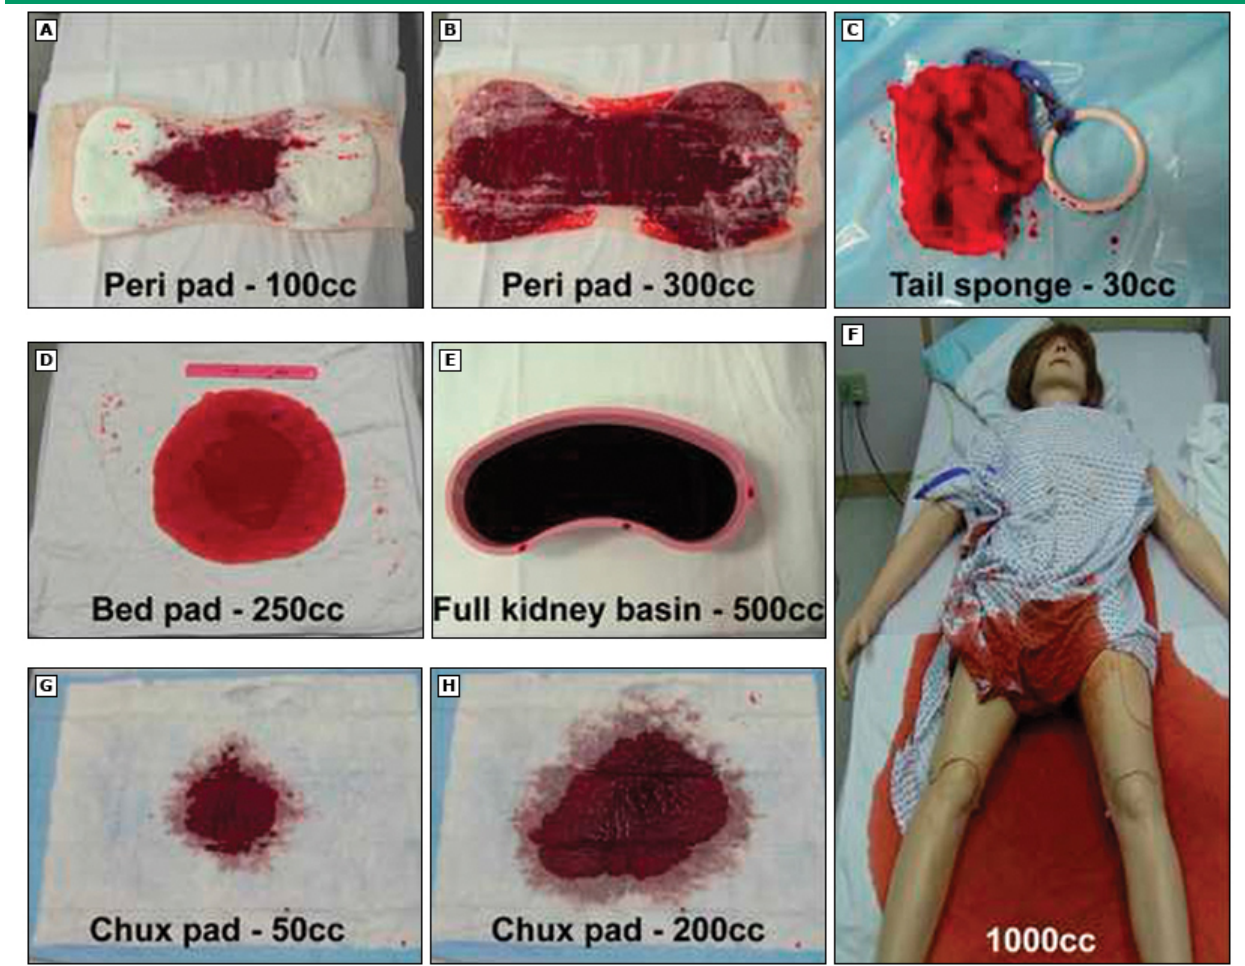 A
Peri pad - 100cc
B
Peri pad - 300cc
C
Tail sponge - 30cc
D
Bed pad - 250cc
E
Full kidney basin - 500cc
F
1000cc
G
Chux pad - 50cc
H
Chux pad - 200cc